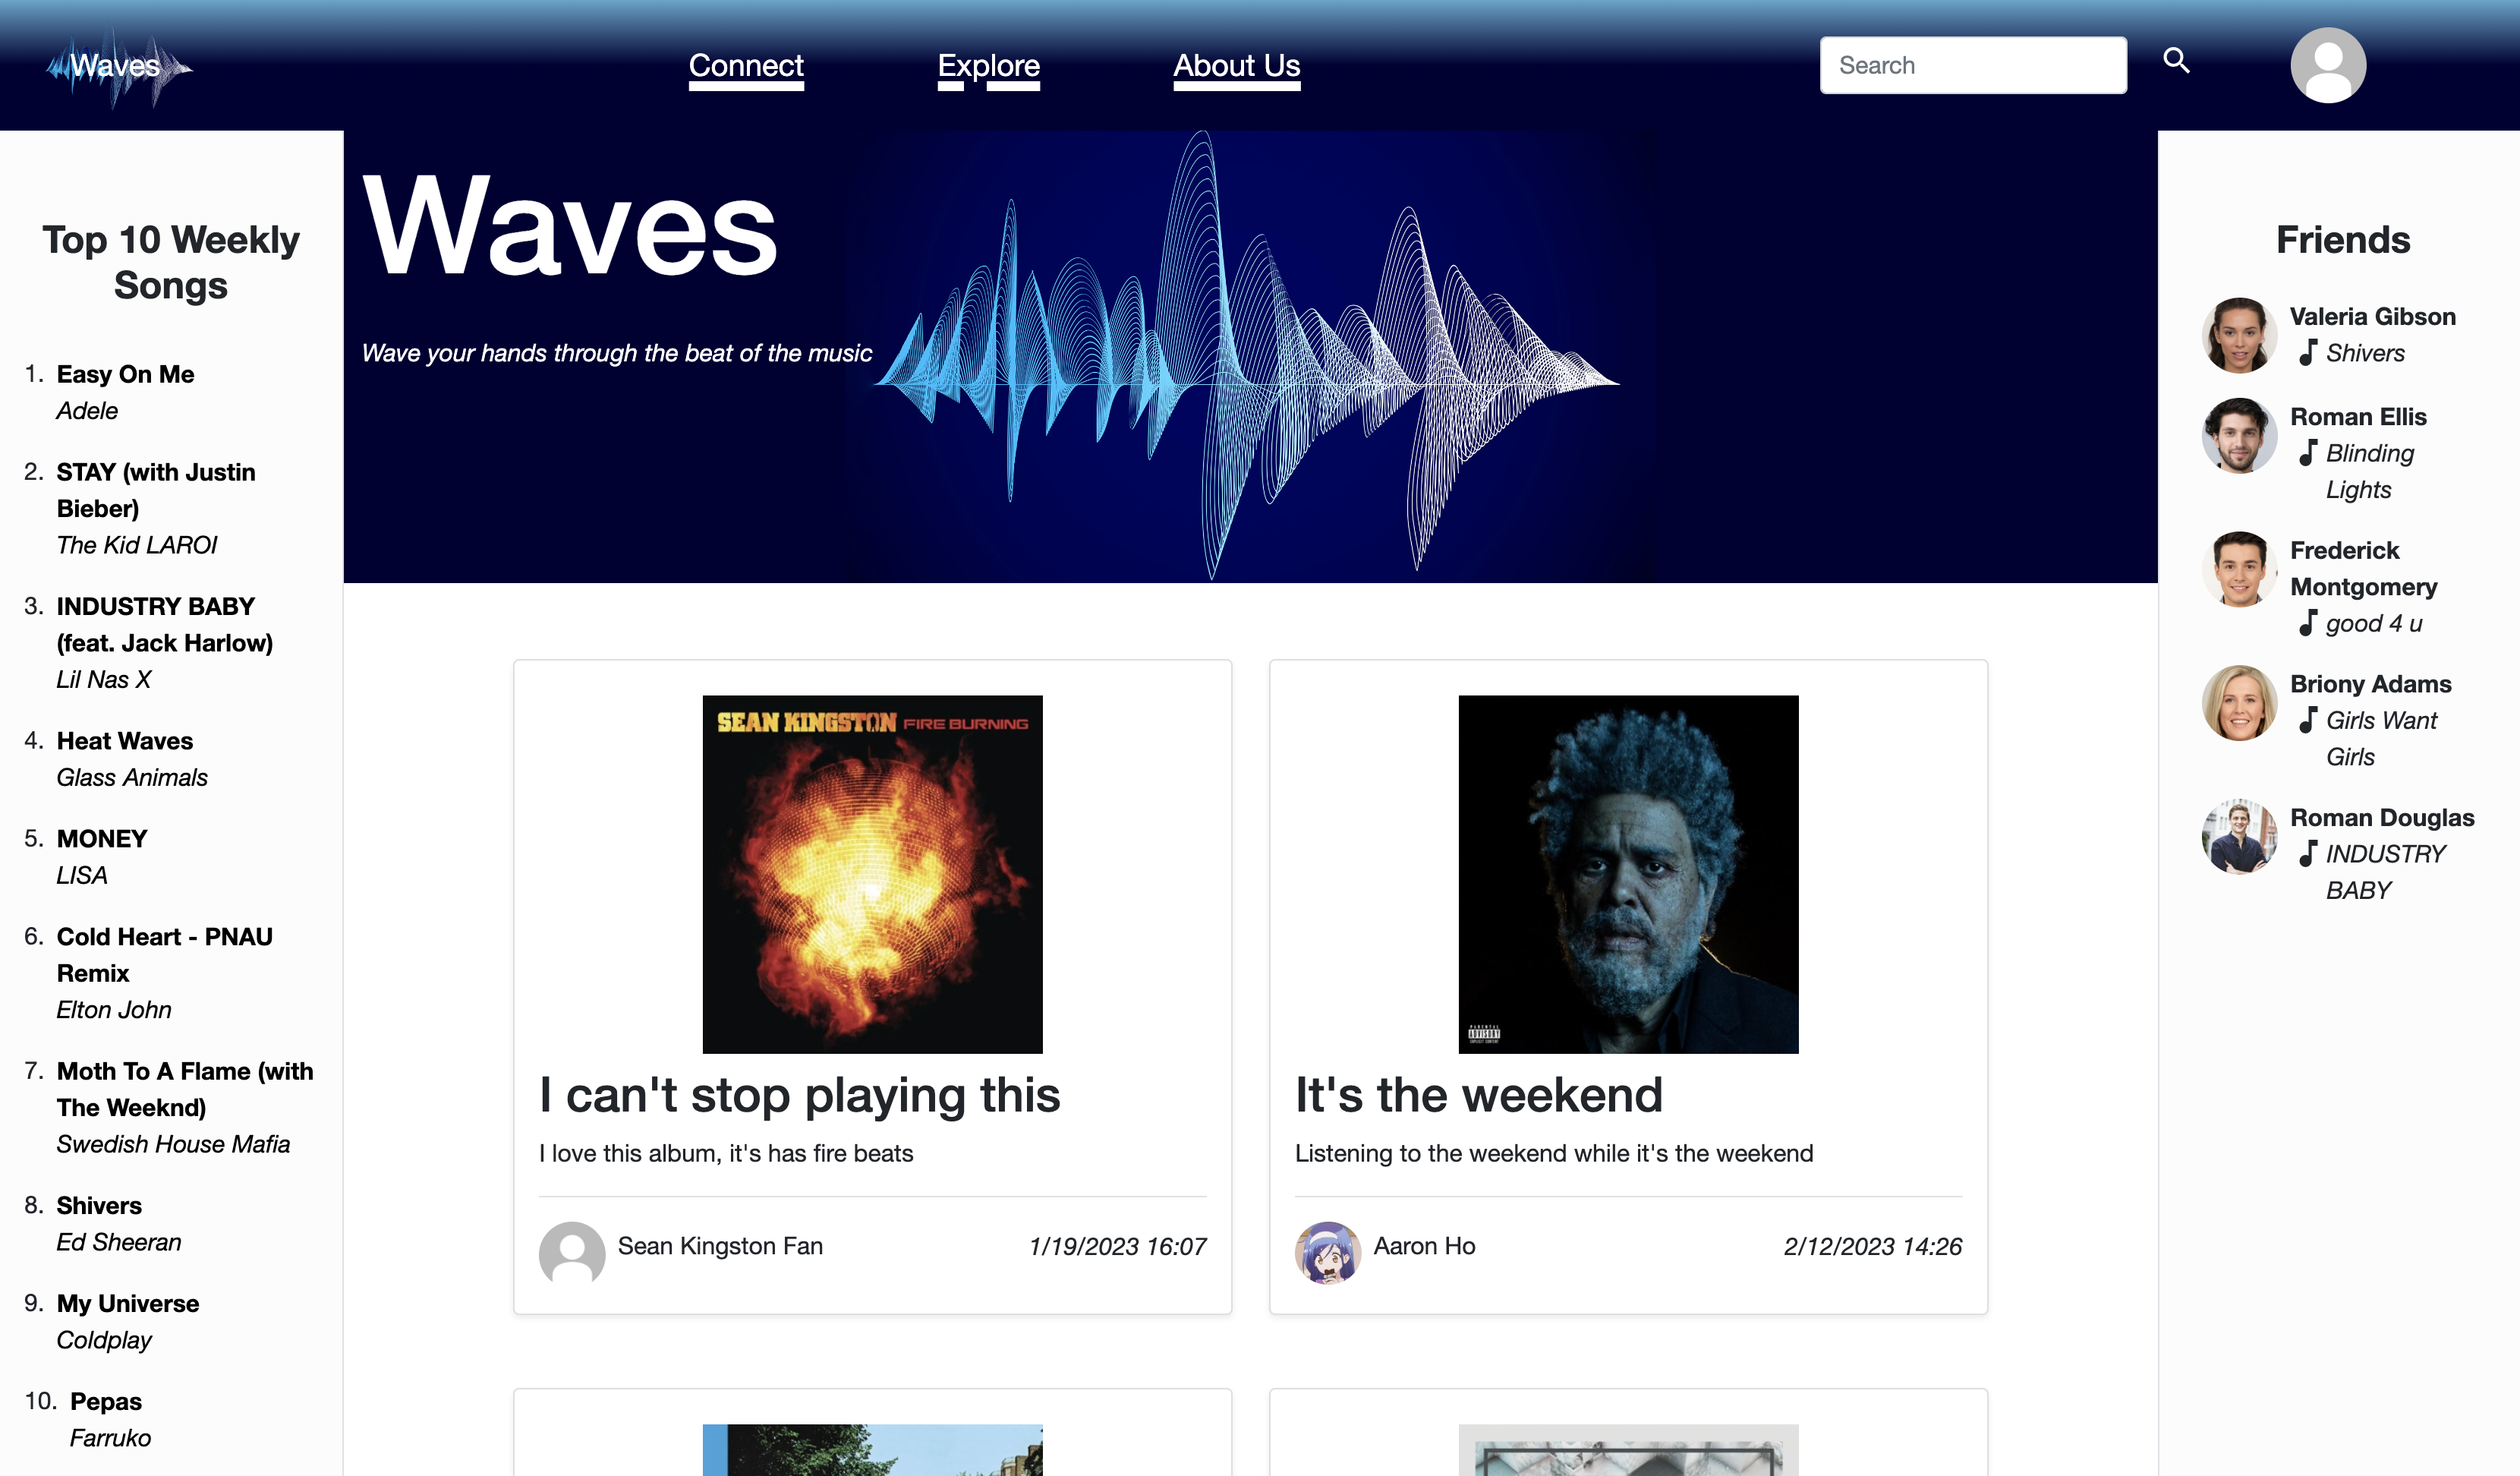 Waves
Connect
Explore
About Us
Search
Top 10 Weekly
Songs
1. Easy On Me
Adele
2. STAY (with Justin
Bieber)
The Kid LAROI
3. INDUSTRY BABY
(feat. Jack Harlow)
Lil Nas X
4. Heat Waves
Glass Animals
5. MONEY
LISA
6. Cold Heart - PNAU
Remix
Elton John
7. Moth To A Flame (with
The Weeknd)
Swedish House Mafia
8. Shivers
Ed Sheeran
9. My Universe
Coldplay
10. Pepas
Farruko
Waves
Wave your hands through the beat of the music
SEAN KINGSTON FIRE BURNING
I can't stop playing this
I love this album, it's has fire beats
Sean Kingston Fan
1/19/2023 16:07
PARENTAL
ADVISORY
EXPLICIT CONTENT
It's the weekend
Listening to the weekend while it's the weekend
Aaron Ho
2/12/2023 14:26
Friends
Valeria Gibson
Shivers
Roman Ellis
Blinding
Lights
Frederick
Montgomery
good 4 u
Briony Adams
Girls Want
Girls
Roman Douglas
INDUSTRY
BABY